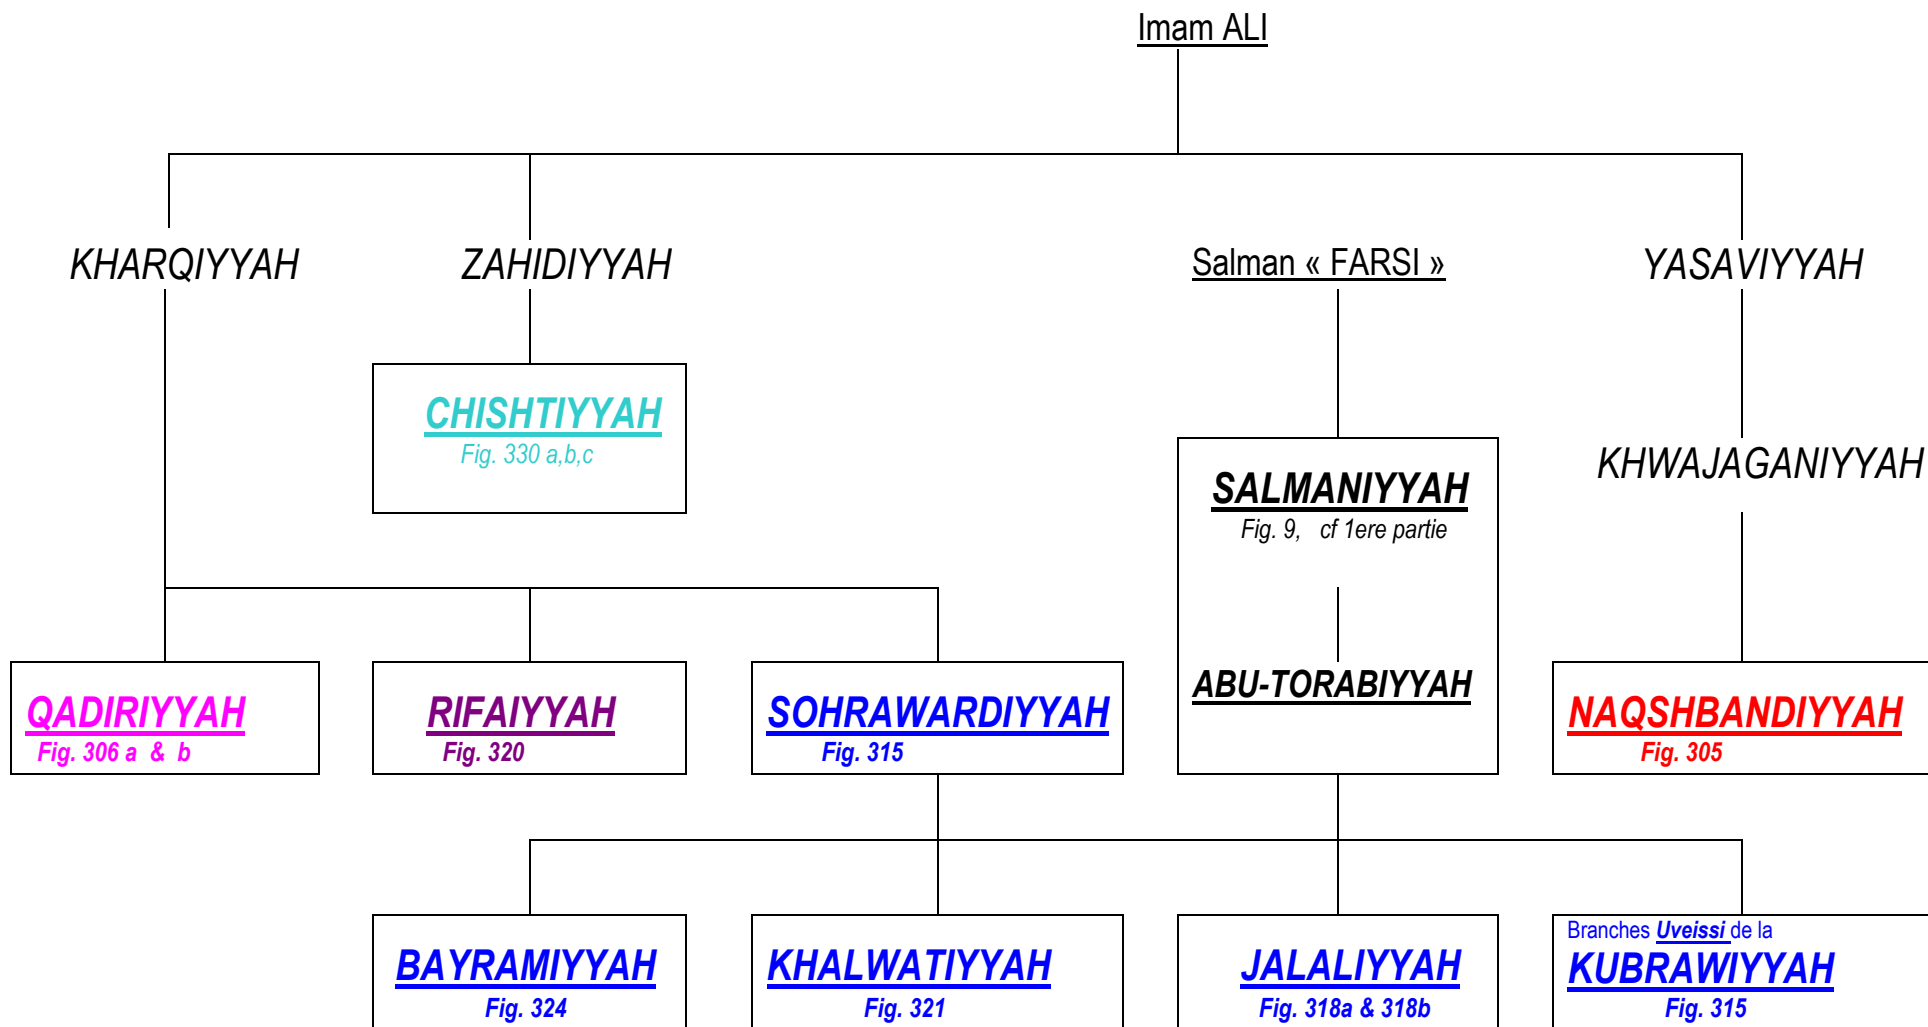 Imam ALI
KHARQIYYAH
ZAHIDIYYAH
Salman « FARSI »
YASAVIYYAH
CHISHTIYYAH
Fig. 330 a,b,c
KHWAJAGANIYYAH
SALMANIYYAH
Fig. 9, cf 1ere partie
ABU-TORABIYYAH
QADIRIYYAH
Fig. 306 a & b
RIFAIYYAH
Fig. 320
SOHRAWARDIYYAH
Fig. 315
NAQSHBANDIYYAH
Fig. 305
BAYRAMIYYAH
Fig. 324
KHALWATIYYAH
Fig. 321
JALALIYYAH
Fig. 318a & 318b
Branches Uveissi de la
KUBRAWIYYAH
Fig. 315